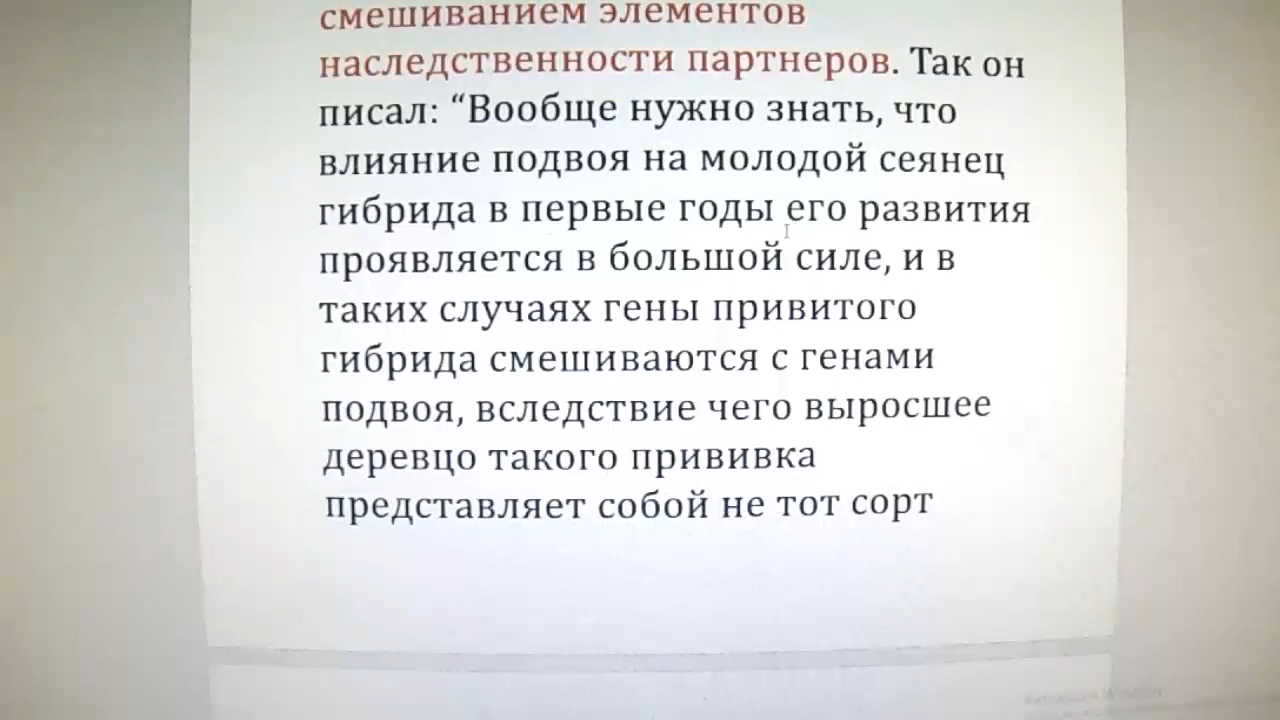 смешиванием элементов
наследственности партнеров. Так он
писал: “Вообще нужно знать, что
влияние подвоя на молодой сеянец
гибрида в первые годы его развития
проявляется в большой силе, и в
таких случаях гены привитого
гибрида смешиваются с генами
подвоя, вследствие чего выросшее
деревцо такого прививка
представляет собой не тот сорт